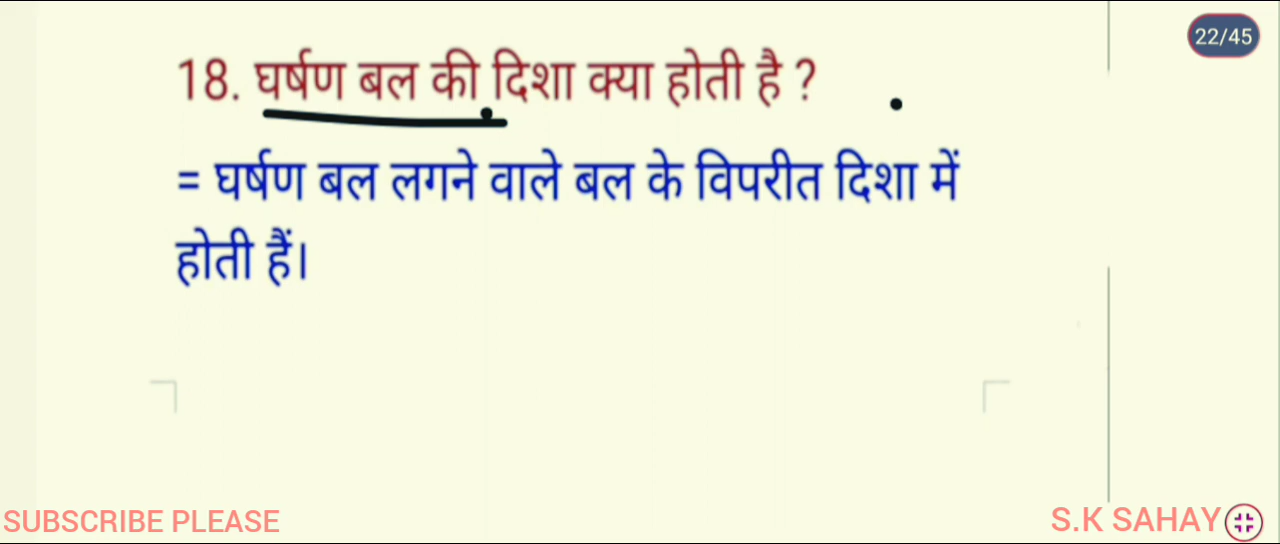 22/45
18. घर्षण बल की दिशा क्या होती है ?
= घर्षण बल लगने वाले बल के विपरीत दिशा में
होती हैं।
SUBSCRIBE PLEASE
S.K SAHAY